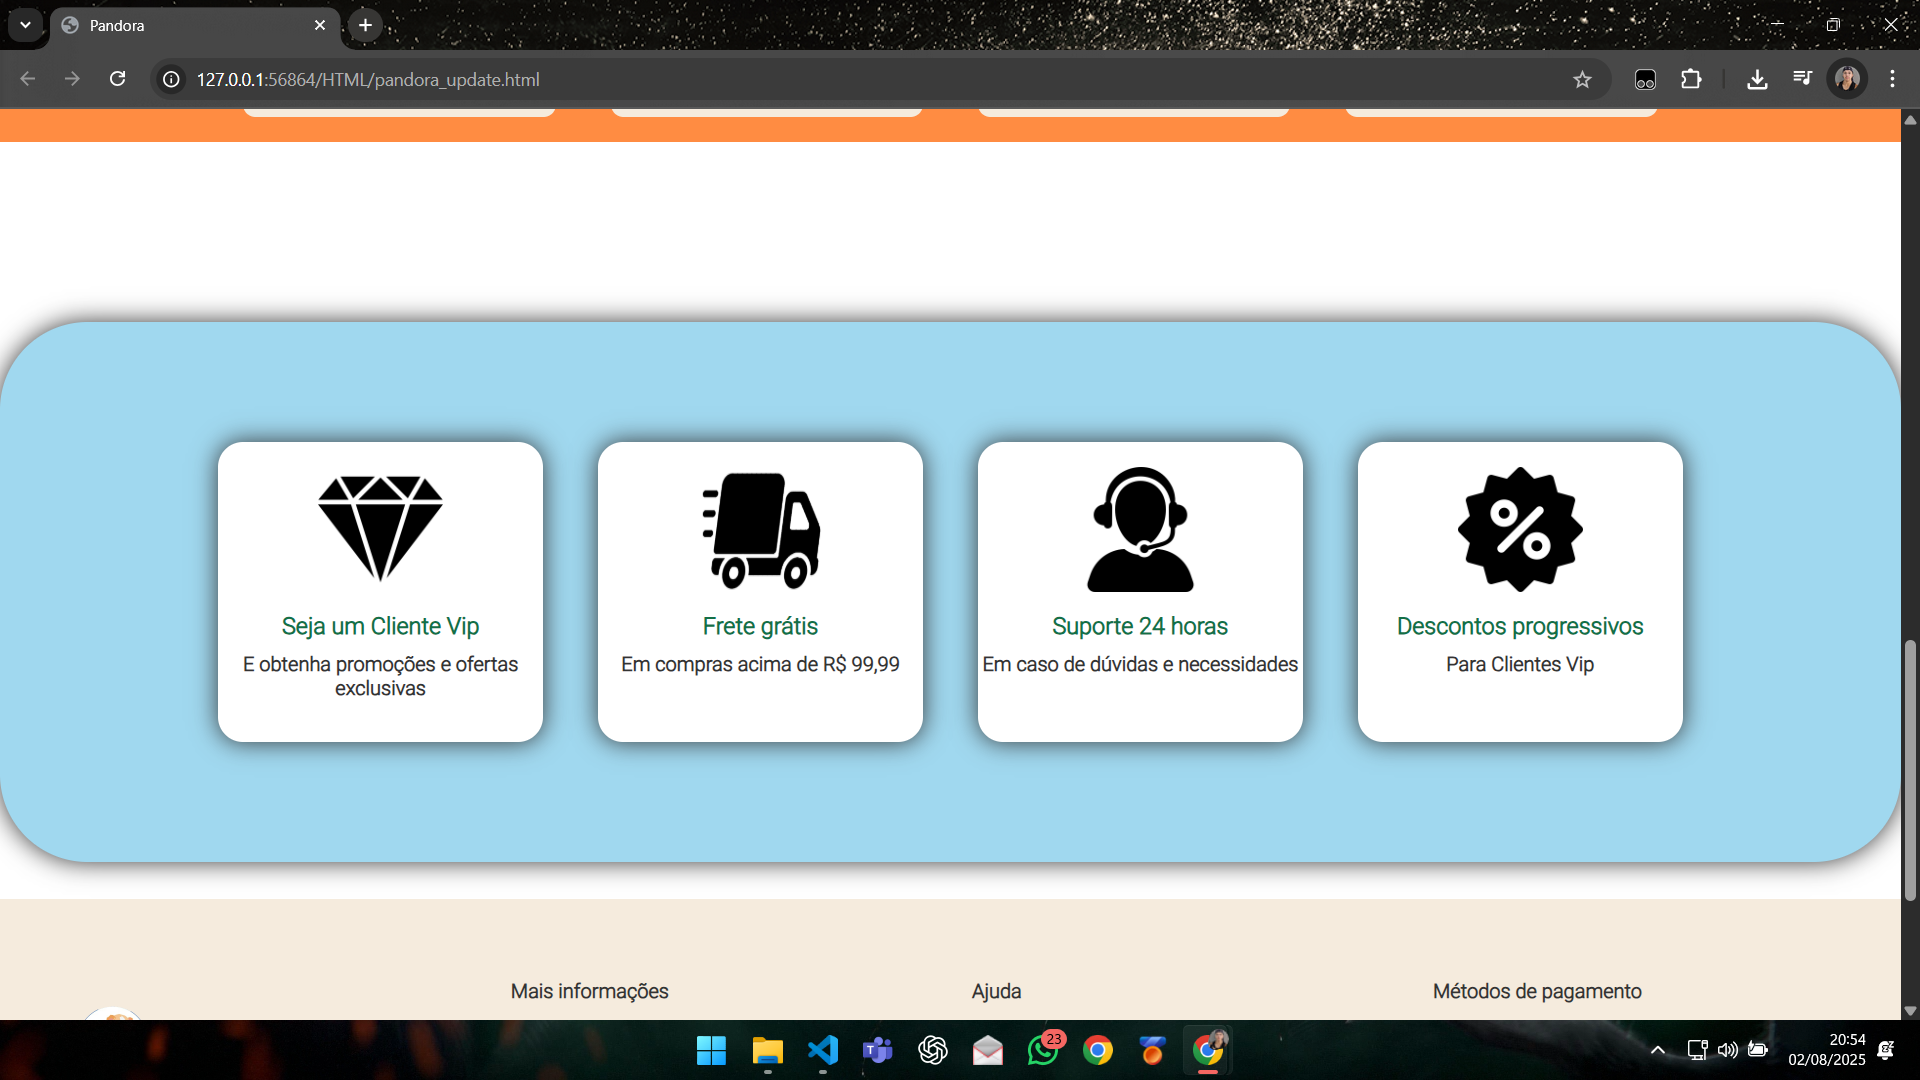 Pandora
127.0.0.1:56864/HTML/pandora_update.html
Seja um Cliente Vip
E obtenha promoções e ofertas
exclusivas
Frete grátis
Em compras acima de R$ 99,99
Suporte 24 horas
Em caso de dúvidas e necessidades
Descontos progressivos
Para Clientes Vip
Mais informações
Ajuda
Métodos de pagamento
23
20:54
02/08/2025